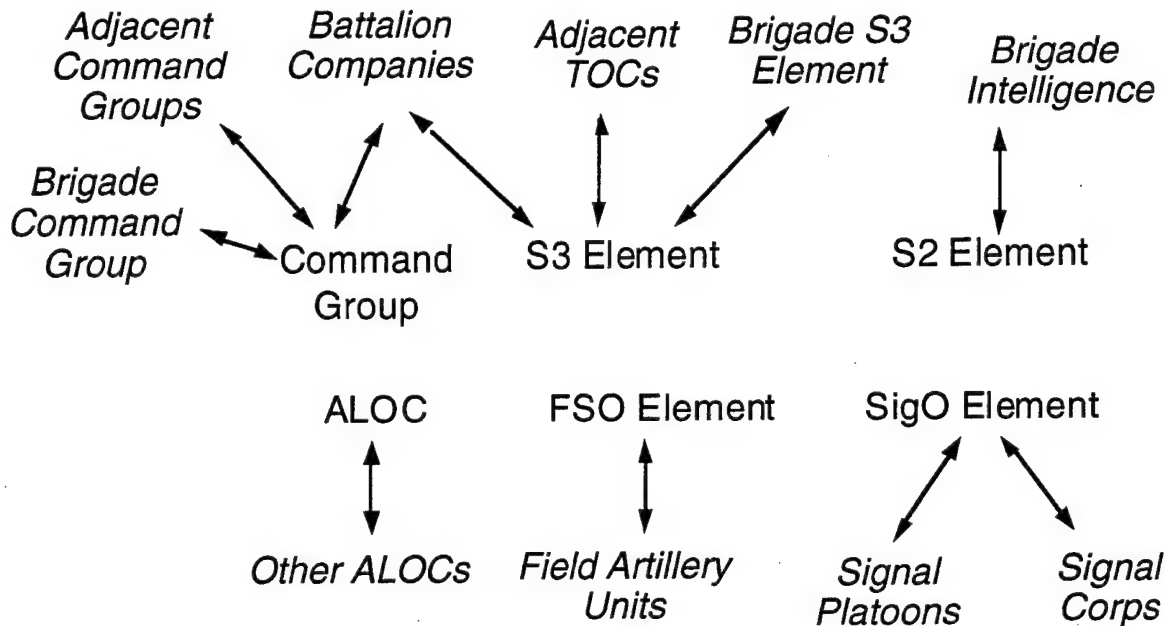 Adjacent
Command
Groups
Battalion
Companies
Adjacent
TOCs
Brigade S3
Element
Brigade
Intelligence
Brigade
Command
Group
Command
Group
S3 Element
S2 Element
ALOC
FSO Element
SigO Element
Other ALOCs
Field Artillery
Units
Signal
Platoons
Signal
Corps